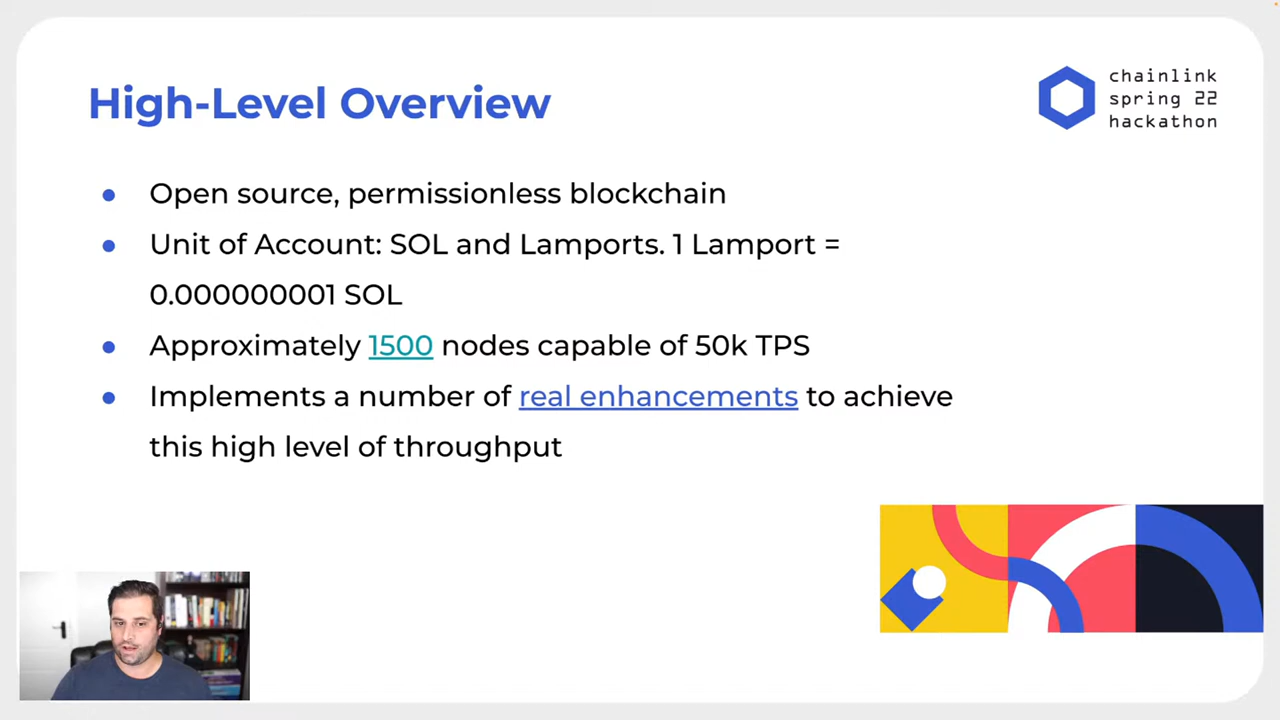 High-Level Overview
chainlink
spring 22
hackathon
Open source, permissionless blockchain
Unit of Account: SOL and Lamports. 1 Lamport =
0.000000001 SOL
Approximately 1500 nodes capable of 50k TPS
Implements a number of real enhancements to achieve
this high level of throughput